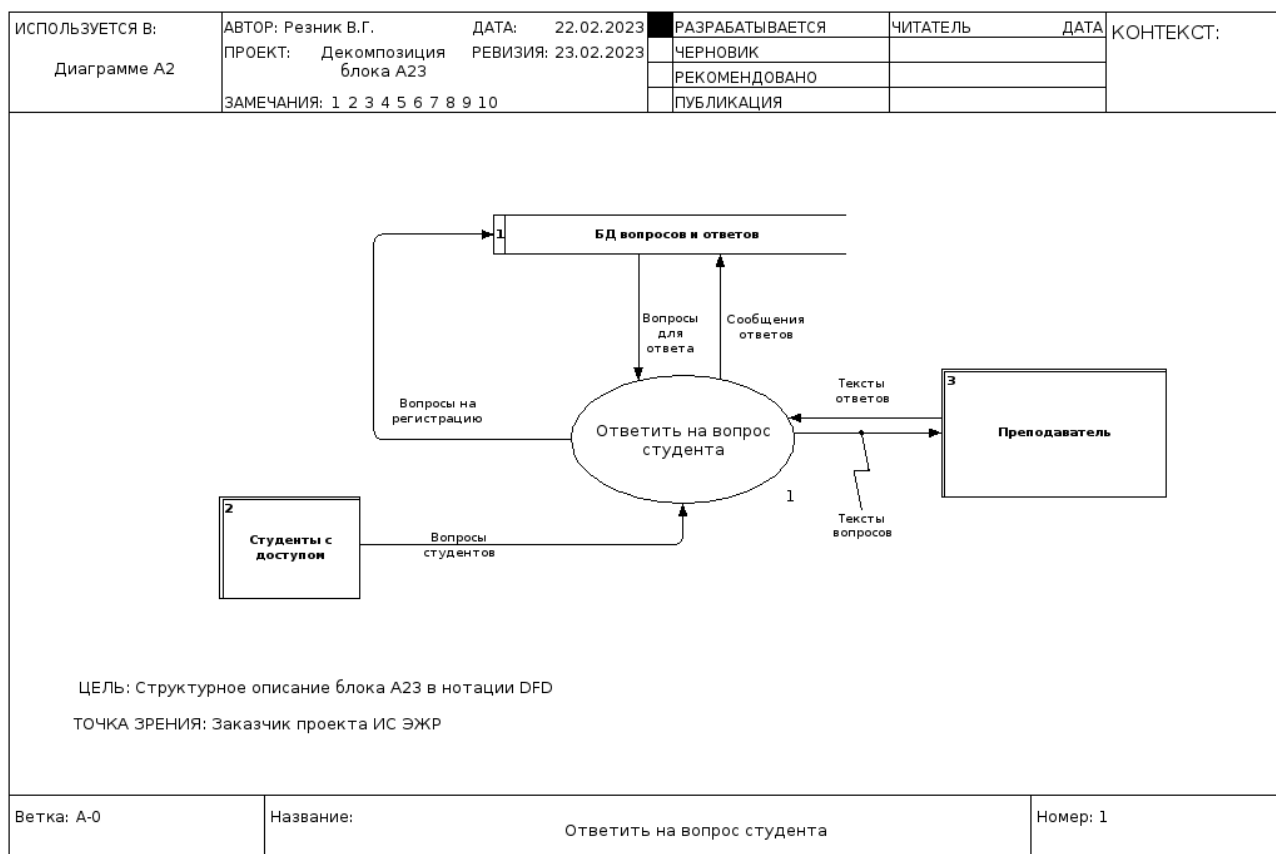 ИСПОЛЬЗУЕТСЯ В:
Диаграмме A2
АВТОР: Резник В.Г.
ДАТА: 22.02.2023
ПРОЕКТ: Декомпозиция
блока A23
РЕВИЗИЯ: 23.02.2023
ЗАМЕЧАНИЯ: 1 2 3 4 5 6 7 8 9 10
РАЗРАБАТЫВАЕТСЯ
ЧЕРНОВИК
РЕКОМЕНДОВАНО
ПУБЛИКАЦИЯ
ЧИТАТЕЛЬ
ДАТА
КОНТЕКСТ:
1
БД вопросов и ответов
Вопросы
для
ответа
Сообщения
ответов
Вопросы на
регистрацию
Ответить на вопрос
студента
1
Тексты
ответов
3
Преподаватель
Тексты
вопросов
2
Студенты с
доступом
Вопросы
студентов
ЦЕЛЬ: Структурное описание блока A23 в нотации DFD
ТОЧКА ЗРЕНИЯ: Заказчик проекта ИС ЭЖР
Ветка: A-0
Название:
Ответить на вопрос студента
Номер: 1